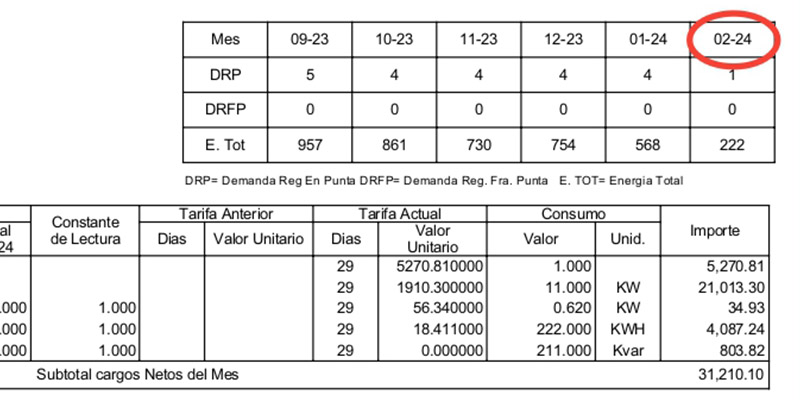 Mes 09-23 10-23 11-23 12-23 01-24 02-24
DRP 5 4 4 4 4 1
DRFP 0 0 0 0 0 0
E. Tot 957 861 730 754 568 222
DRP= Demanda Reg En Punta DRFP= Demanda Reg. Fra. Punta E. TOT= Energia Total
al
24
Constante
de Lectura
Tarifa Anterior
Dias Valor Unitario
Tarifa Actual
Dias Valor
Unitario
Consumo
Valor Unid.
Importe
29 5270.810000 1.000 5,270.81
29 1910.300000 11.000 KW 21,013.30
.000 1.000 29 56.340000 0.620 KW 34.93
.000 1.000 29 18.411000 222.000 KWH 4,087.24
.000 1.000 29 0.000000 211.000 Kvar 803.82
Subtotal cargos Netos del Mes 31,210.10